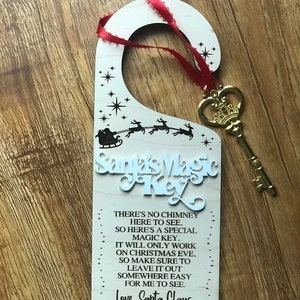 Santa's Magic
Key
THERE'S NO CHIMNEY
HERE TO SEE.
SO HERE'S A SPECIAL
MAGIC KEY.
IT WILL ONLY WORK
ON CHRISTMAS EVE.
SO MAKE SURE TO
LEAVE IT OUT
SOMEWHERE EASY
FOR ME TO SEE.
Love, Santa Claus